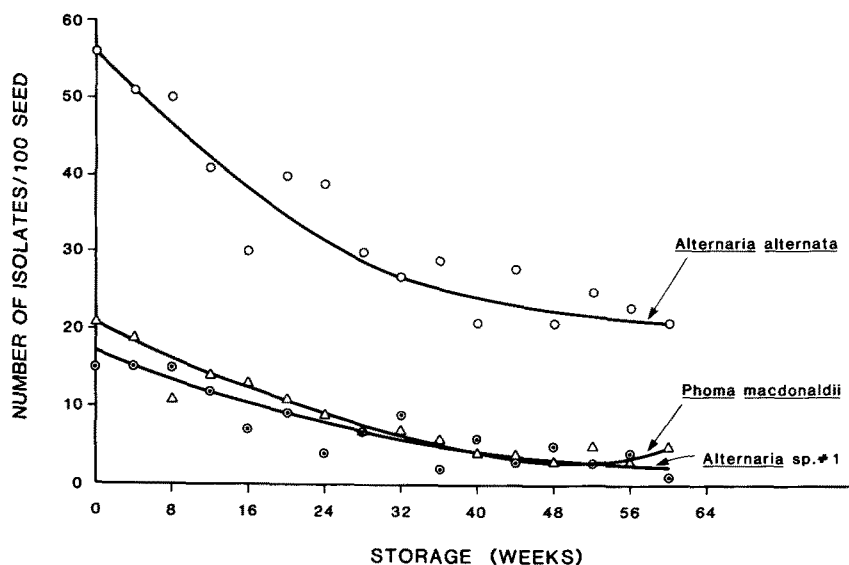 NUMBER OF ISOLATES/100 SEED
60
50
40
30
20
10
0
Alternaria alternata
Phoma macdonaldii
Alternaria sp.#1
0 8 16 24 32 40 48 56 64
STORAGE (WEEKS)